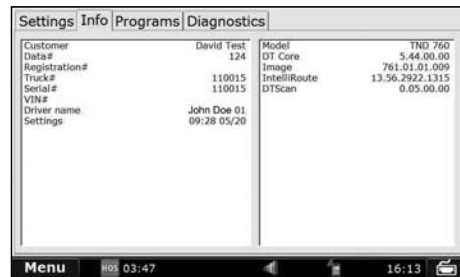 Settings Info Programs Diagnostics
Customer David Test
Data# 124
Registration#
Truck# 110015
Serial# 110015
VIN#
Driver name John Doe 01
Settings 09:28 05/20
Model TND 760
DT Core 5.44.00.00
Image 761.01.01.009
IntelliRoute 13.56.2922.1315
DTScan 0.05.00.00
Menu HOS 03:47 16:13